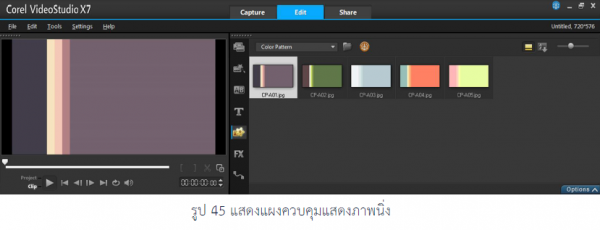 Corel VideoStudio X7
Capture Edit Share
File Edit Tools Settings
Untitled, 720*576
Color Pattern
CP-A01.jpg CP-A02.jpg CP-A03.jpg CP-A04.jpg CP-A05.jpg
T
FX
Project
Clip
00:00:00:00
Options
รูป 45 แสดงแผงควบคุมแสดงภาพนิ่ง